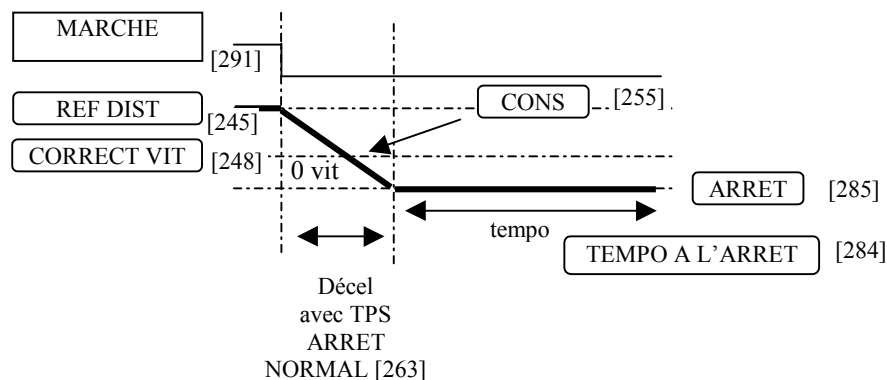 MARCHE
[291]
REF DIST
[245]
CONS
[255]
CORRECT VIT
[248]
0 vit
ARRET
[285]
tempo
TEMPO A L’ARRET
[284]
Décel
avec TPS
ARRET
NORMAL [263]